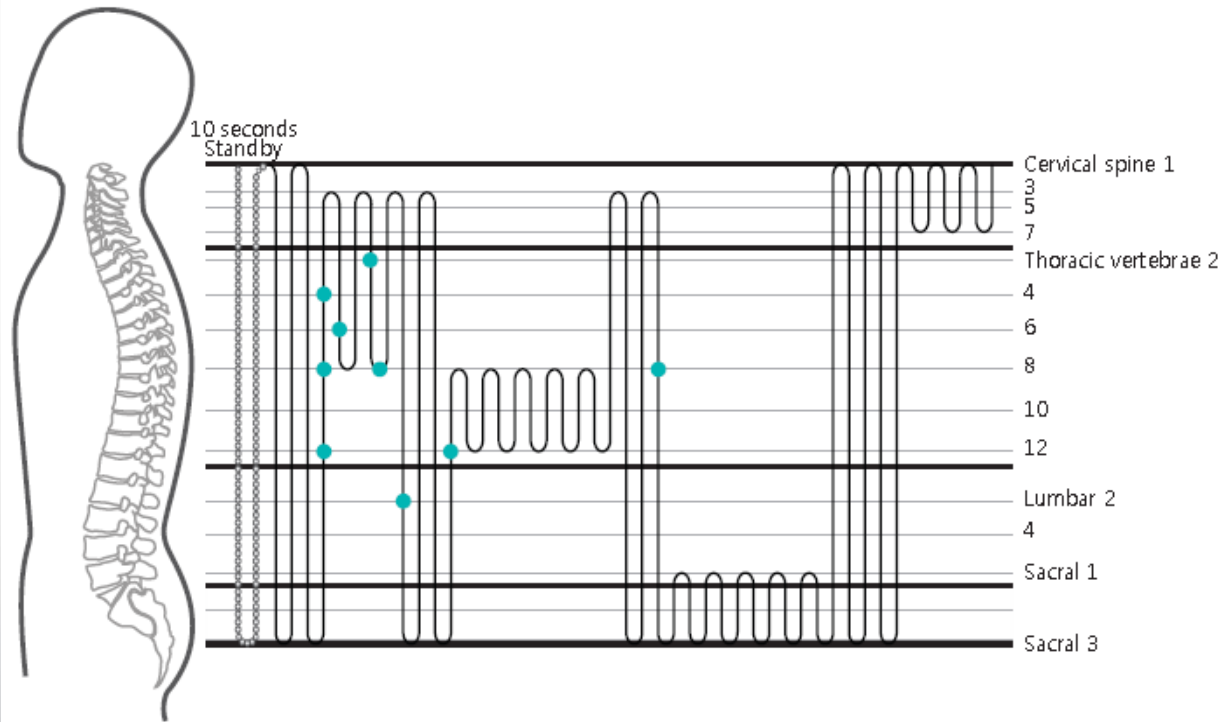 10 seconds
Standby
Cervical spine 1
3
5
7
Thoracic vertebrae 2
4
6
8
10
12
Lumbar 2
4
Sacral 1
Sacral 3